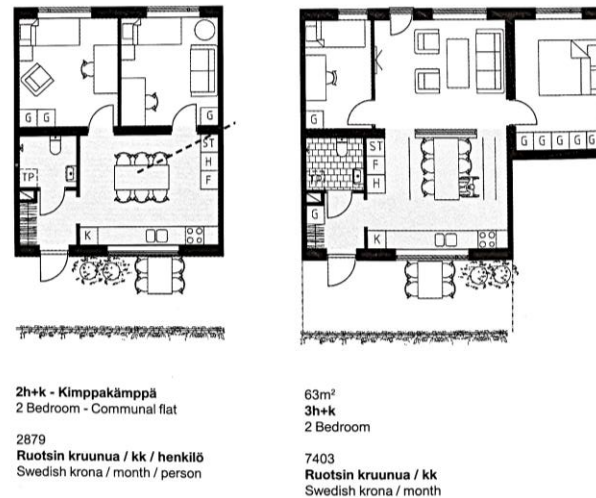 G G
G
ST
H
F
TP
K
G
G G G G G
ST
F
H
TP
G
K
2h+k - Kimppakämppä
2 Bedroom - Communal flat
2879
Ruotsin kruunua / kk / henkilö
Swedish krona / month / person
63m²
3h+k
2 Bedroom
7403
Ruotsin kruunua / kk
Swedish krona / month